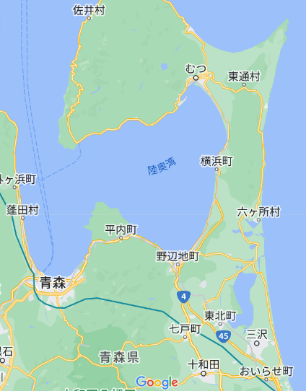 佐井村
むつ
東通村
陸奥湾
横浜町
外ヶ浜町
蓬田村
六ヶ所村
平内町
野辺地町
青森
4
東北町
七戸町
45
三沢
青森県
十和田
おいらせ町
Google